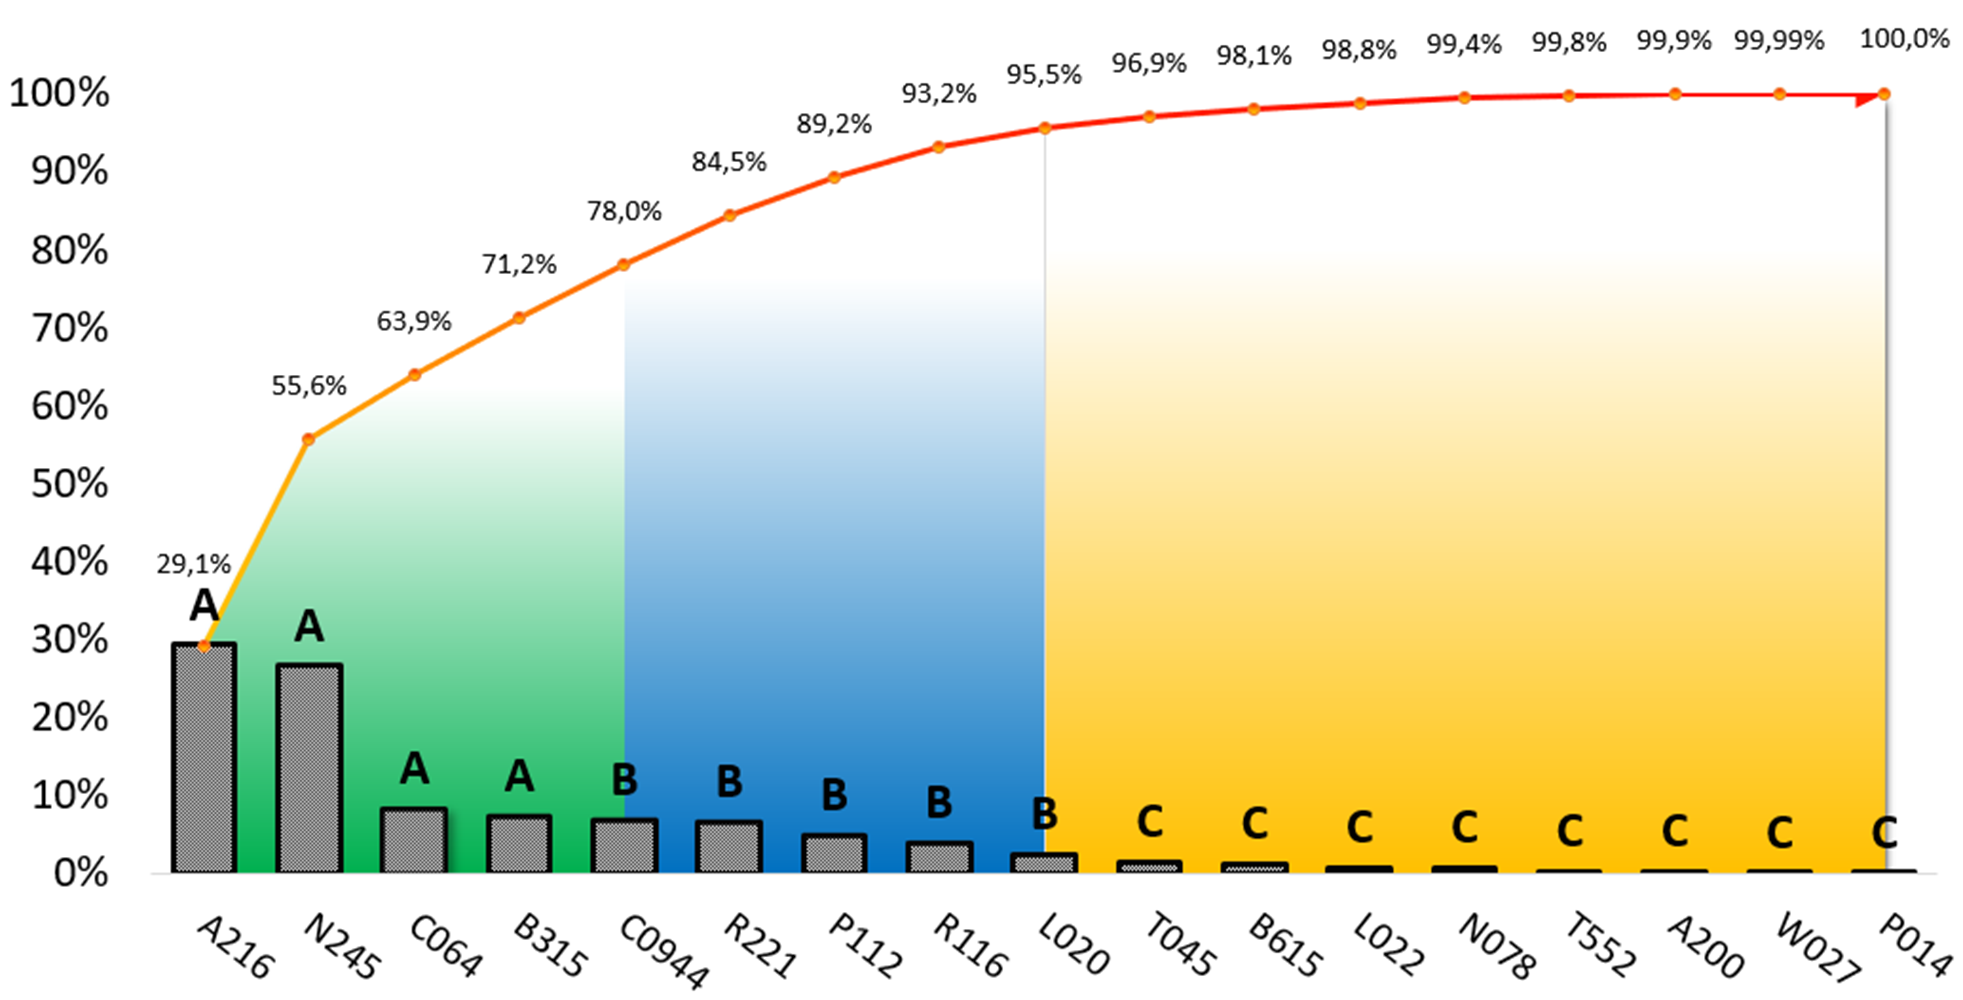 29,1%
55,6%
63,9%
71,2%
78,0%
84,5%
89,2%
93,2%
95,5%
96,9%
98,1%
98,8%
99,4%
99,8%
99,9%
99,99%
100,0%
100%
90%
80%
70%
60%
50%
40%
30%
20%
10%
0%
A
A
A
A
B
B
B
B
B
C
C
C
C
C
C
C
C
A216
N245
C064
B315
C0944
R221
P112
R116
L020
T045
B615
L022
N078
T552
A200
W027
P014